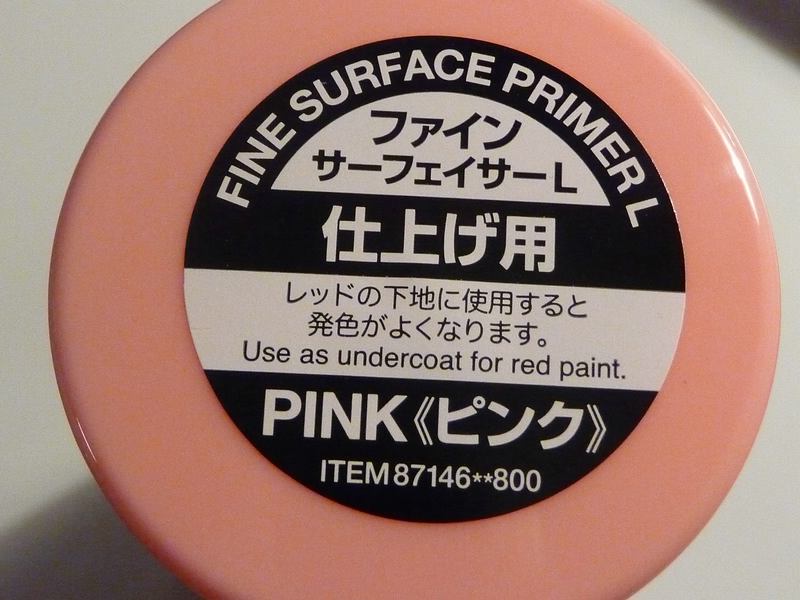 FINE SURFACE PRIMER L
ファイン
サーフェイサーL
仕上げ用
レッドの下地に使用すると
発色がよくなります。
Use as undercoat for red paint.
PINK《ピンク》
ITEM87146**800